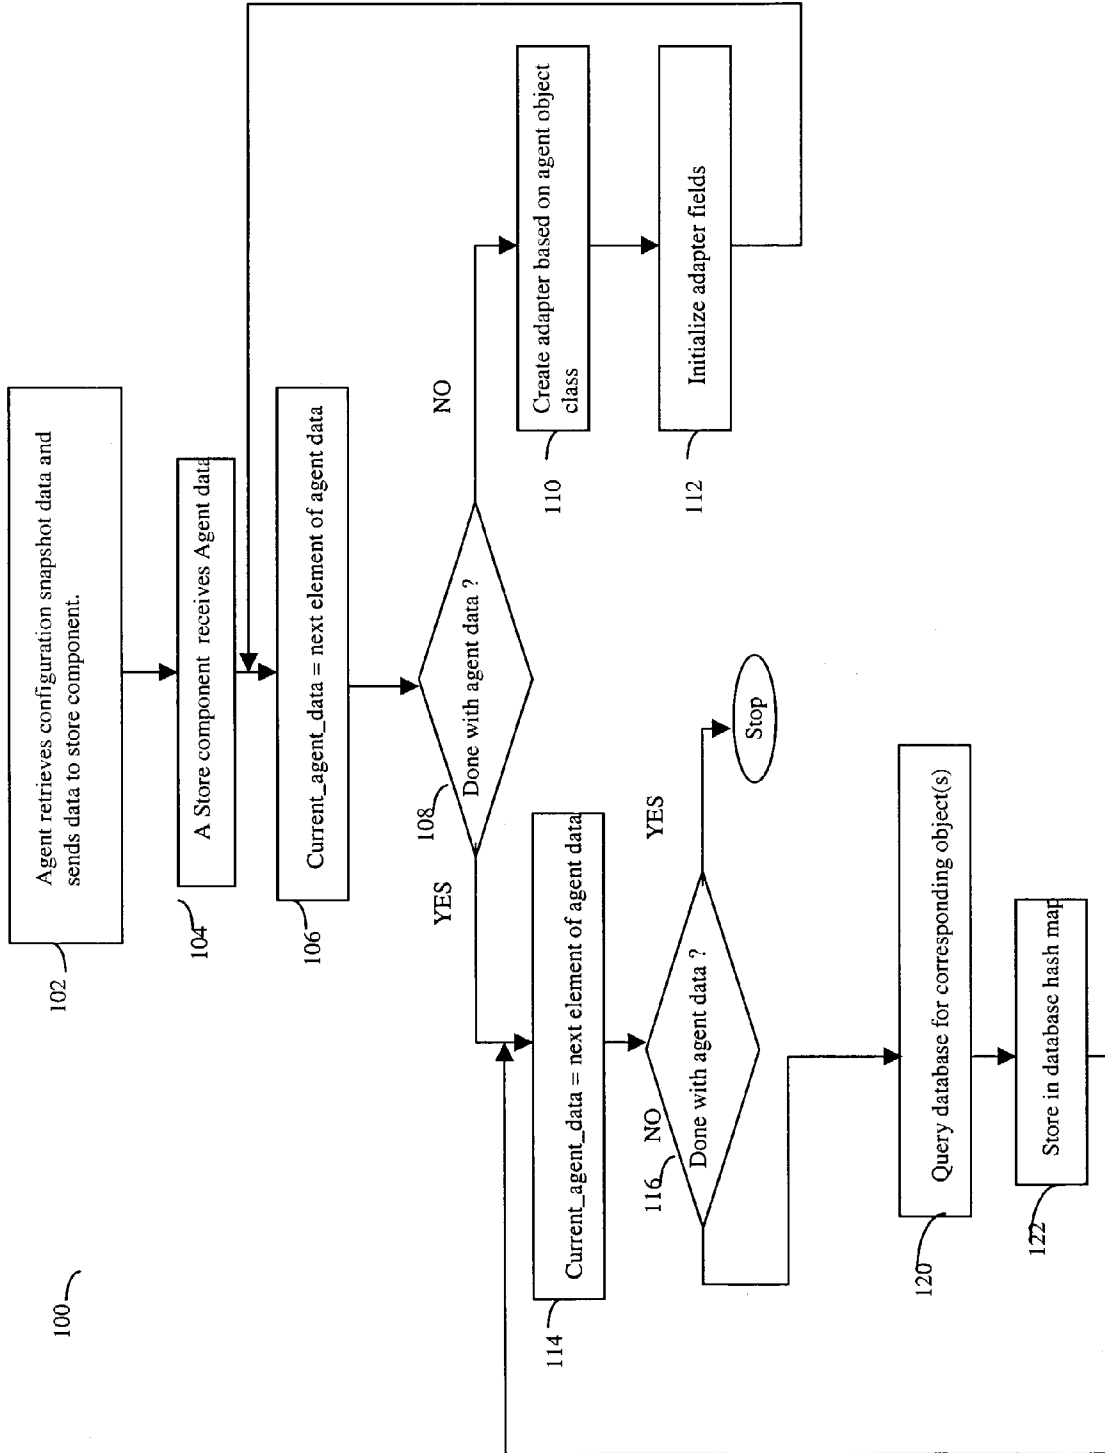 100
102
Agent retrieves configuration snapshot data and
sends data to store component.
104
A Store component receives Agent data
106
Current_agent_data = next element of agent data
108
Done with agent data ?
YES
NO
110
Create adapter based on agent object
class
112
Initialize adapter fields
114
Current_agent_data = next element of agent data
116
NO
Done with agent data ?
YES
Stop
120
Query database for corresponding object(s)
122
Store in database hash map